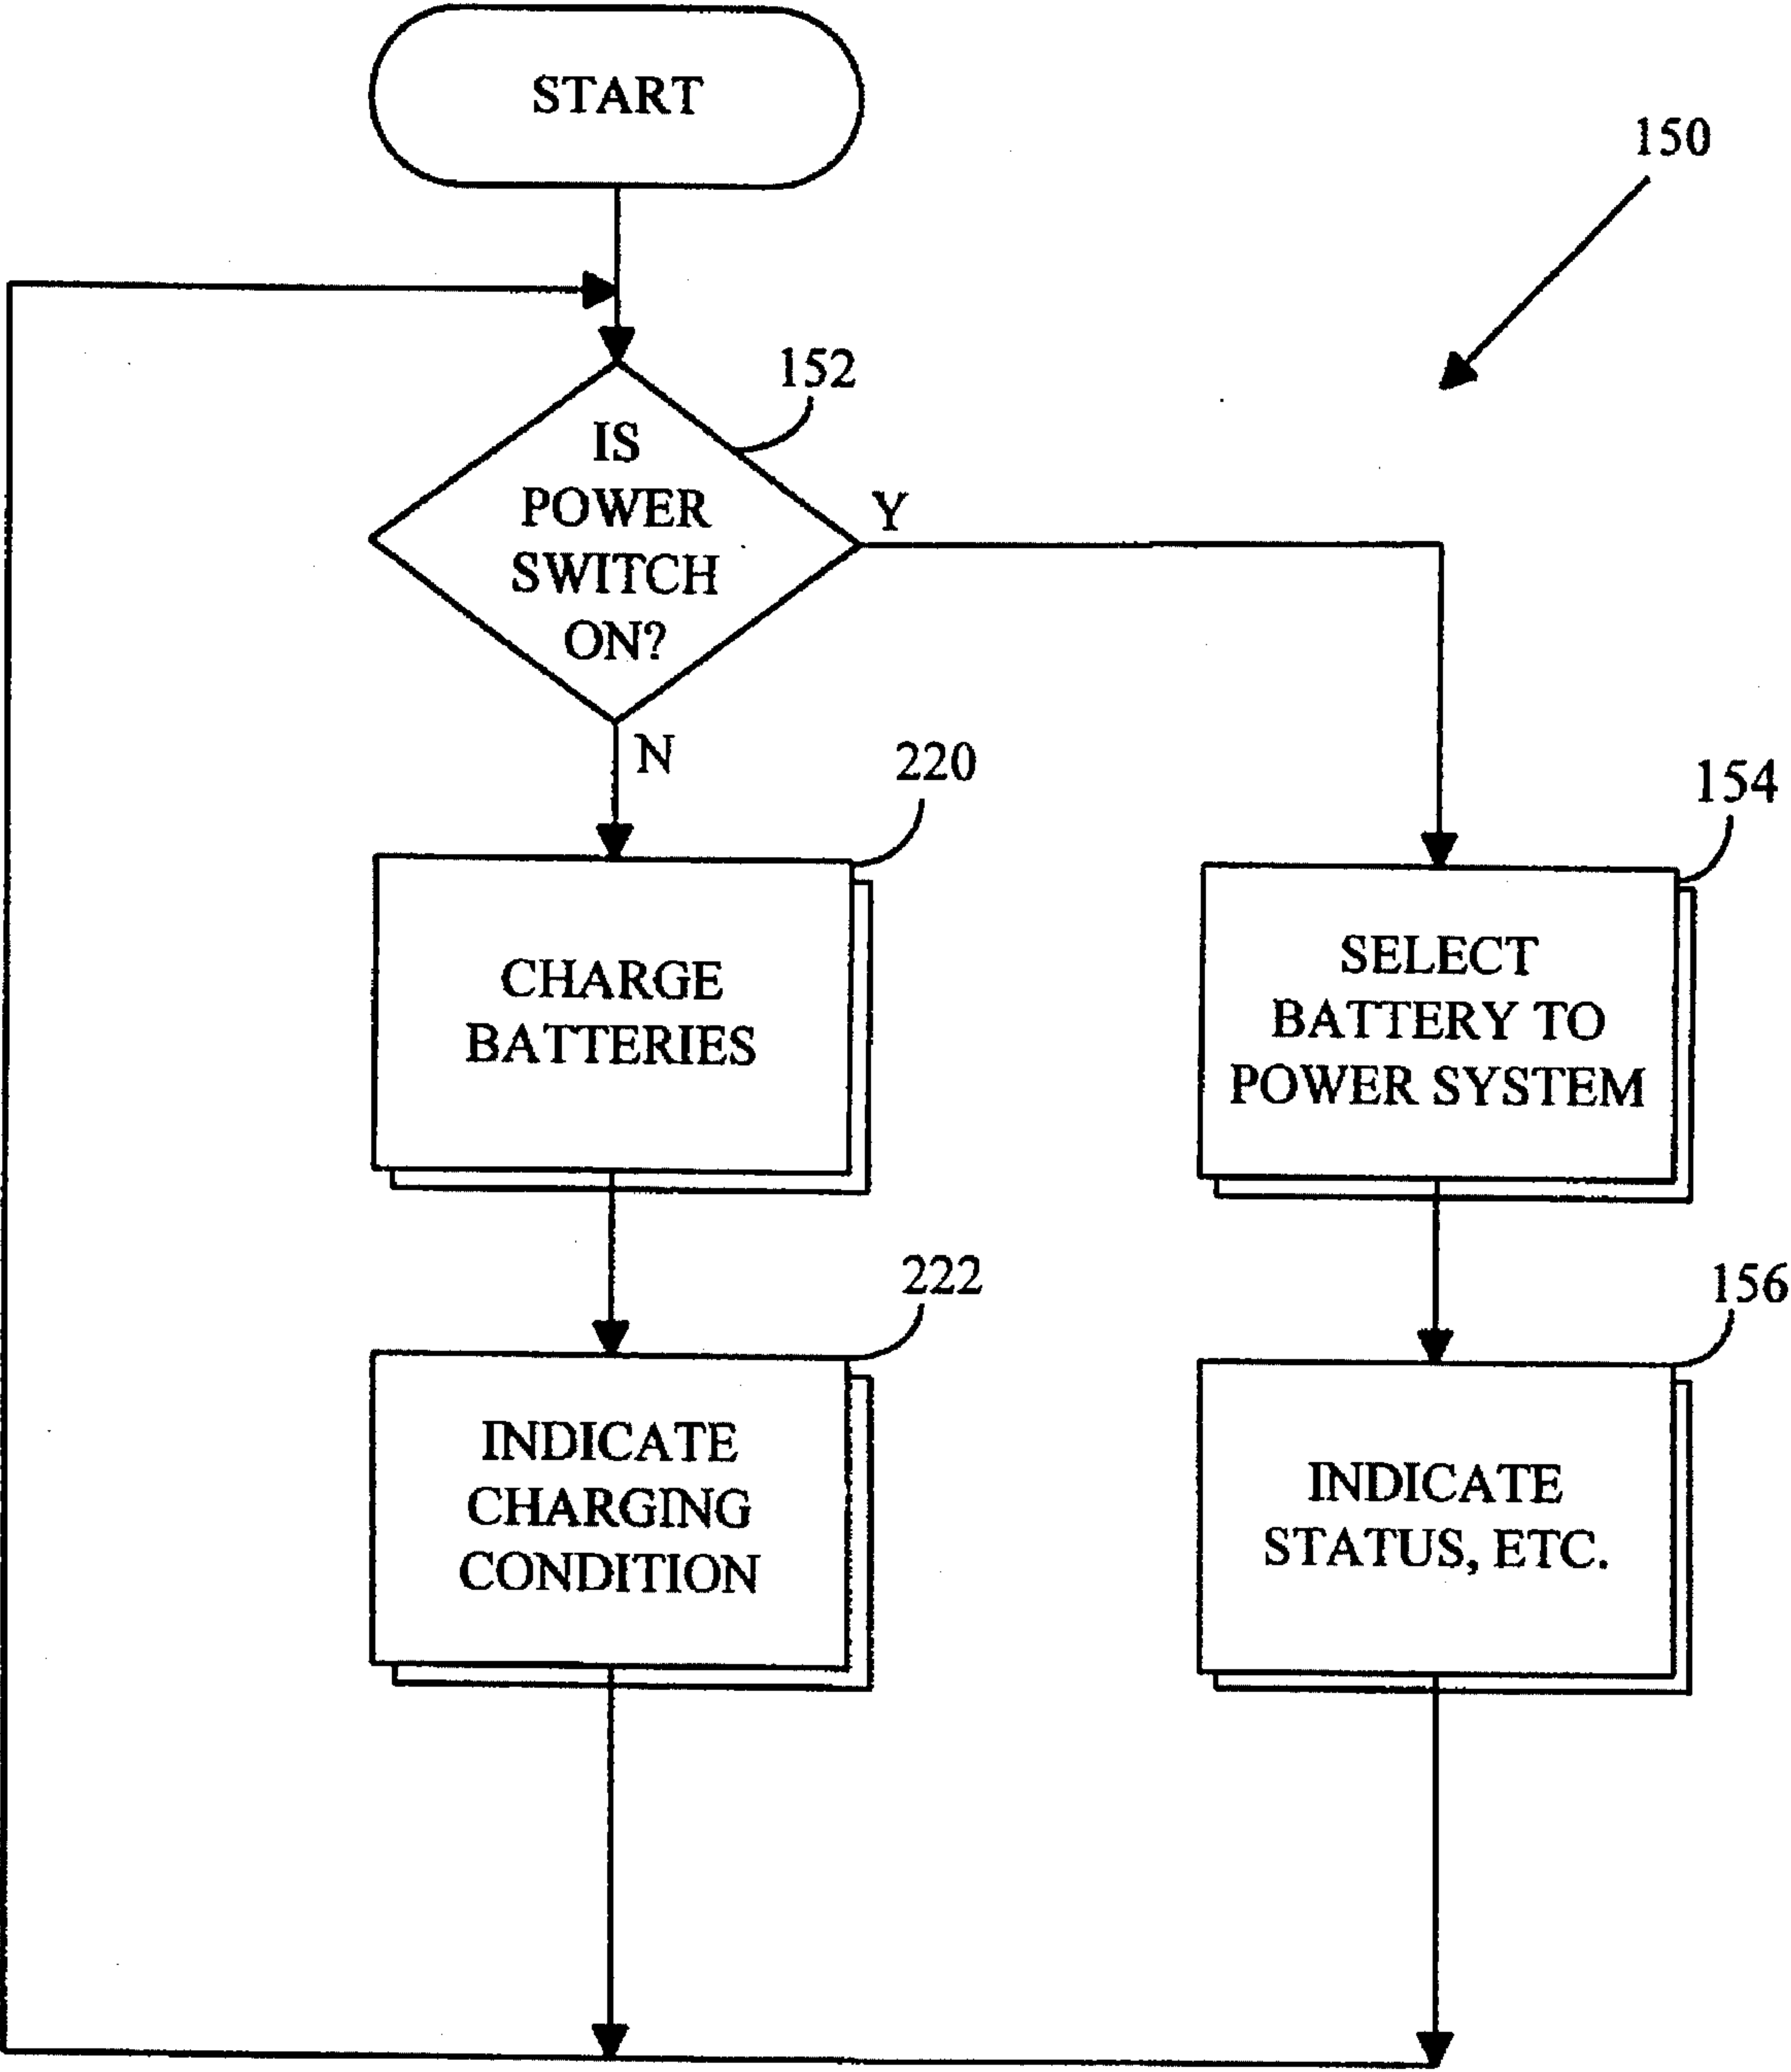 START
150
152
IS
POWER
SWITCH
ON?
Y
N
220
CHARGE
BATTERIES
154
SELECT
BATTERY TO
POWER SYSTEM
222
INDICATE
CHARGING
CONDITION
156
INDICATE
STATUS, ETC.